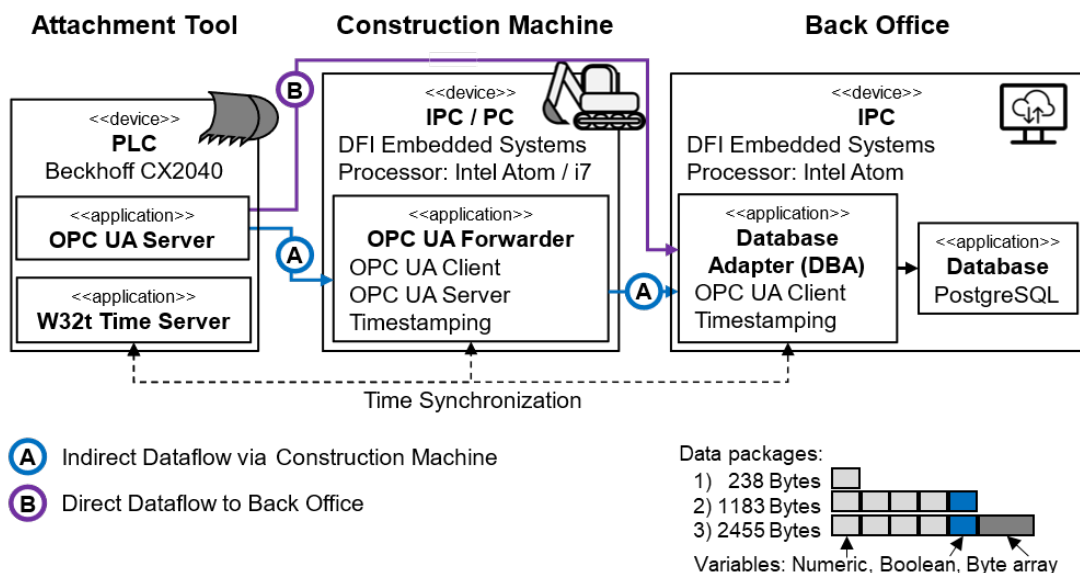 Attachment Tool
Construction Machine
Back Office
B
<<device>>
PLC
Beckhoff CX2040
<<application>>
OPC UA Server
<<application>>
W32t Time Server
A
<<device>>
IPC / PC
DFI Embedded Systems
Processor: Intel Atom / i7
<<application>>
OPC UA Forwarder
OPC UA Client
OPC UA Server
Timestamping
A
<<device>>
IPC
DFI Embedded Systems
Processor: Intel Atom
<<application>>
Database
Adapter (DBA)
OPC UA Client
Timestamping
<<application>>
Database
PostgreSQL
Time Synchronization
A Indirect Dataflow via Construction Machine
B Direct Dataflow to Back Office
Data packages:
1) 238 Bytes
2) 1183 Bytes
3) 2455 Bytes
Variables: Numeric, Boolean, Byte array